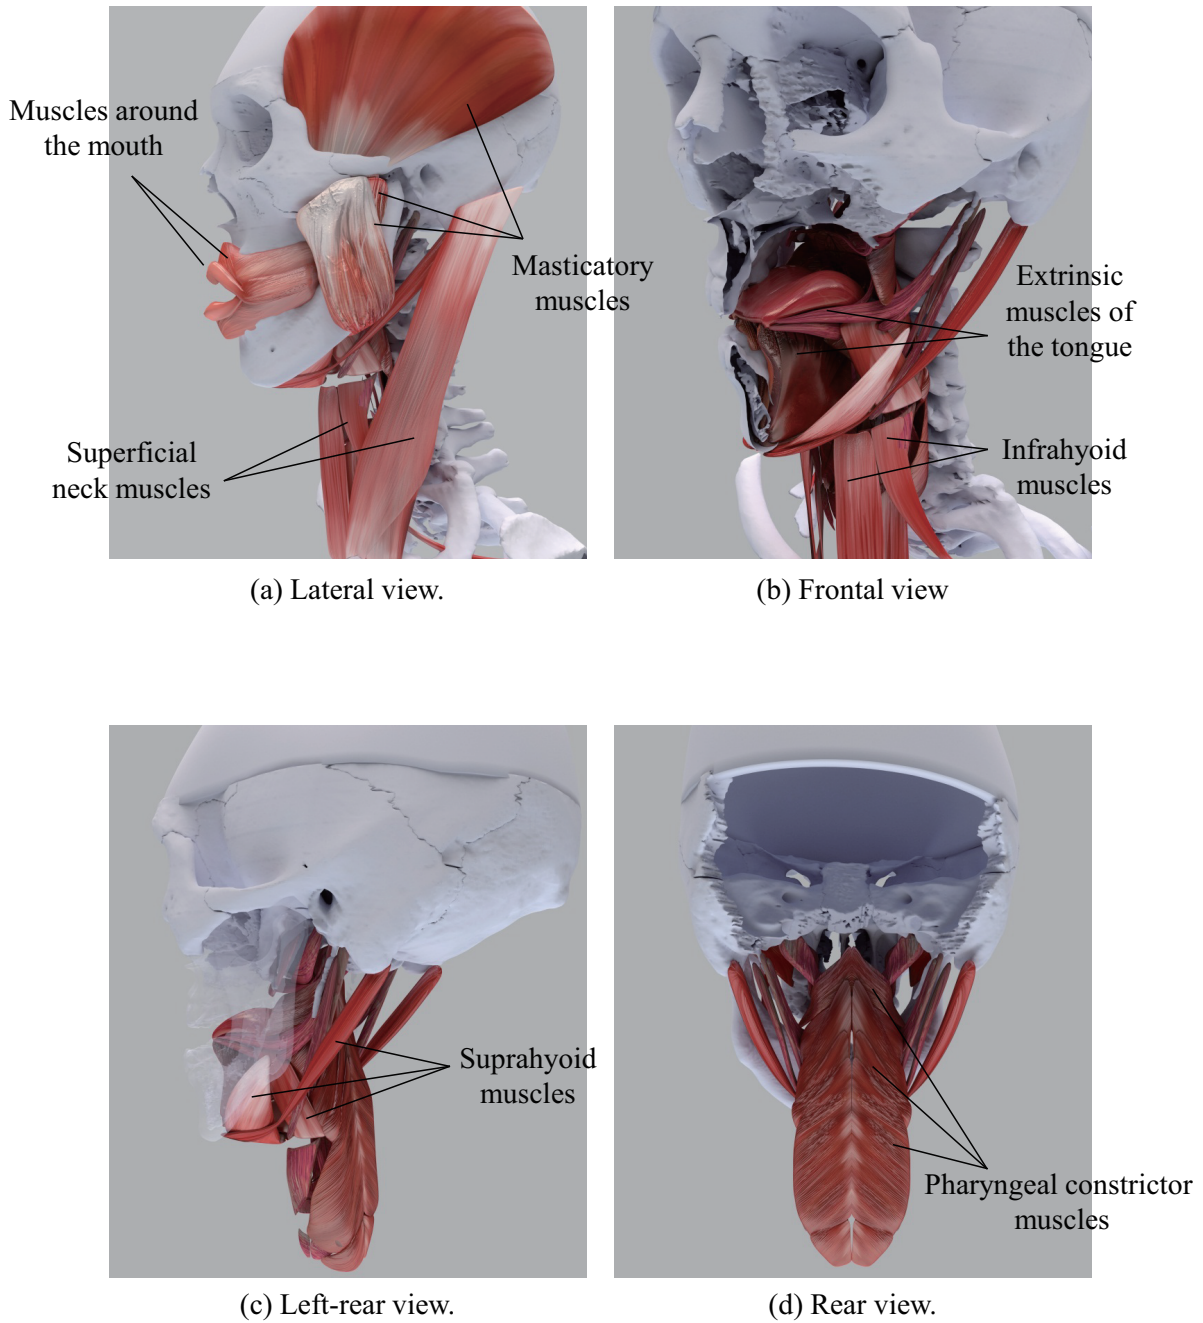 Muscles around
the mouth
Masticatory
muscles
Superficial
neck muscles
(a) Lateral view.
Extrinsic
muscles of
the tongue
Infrahyoid
muscles
(b) Frontal view
Suprahyoid
muscles
(c) Left-rear view.
Pharyngeal constrictor
muscles
(d) Rear view.